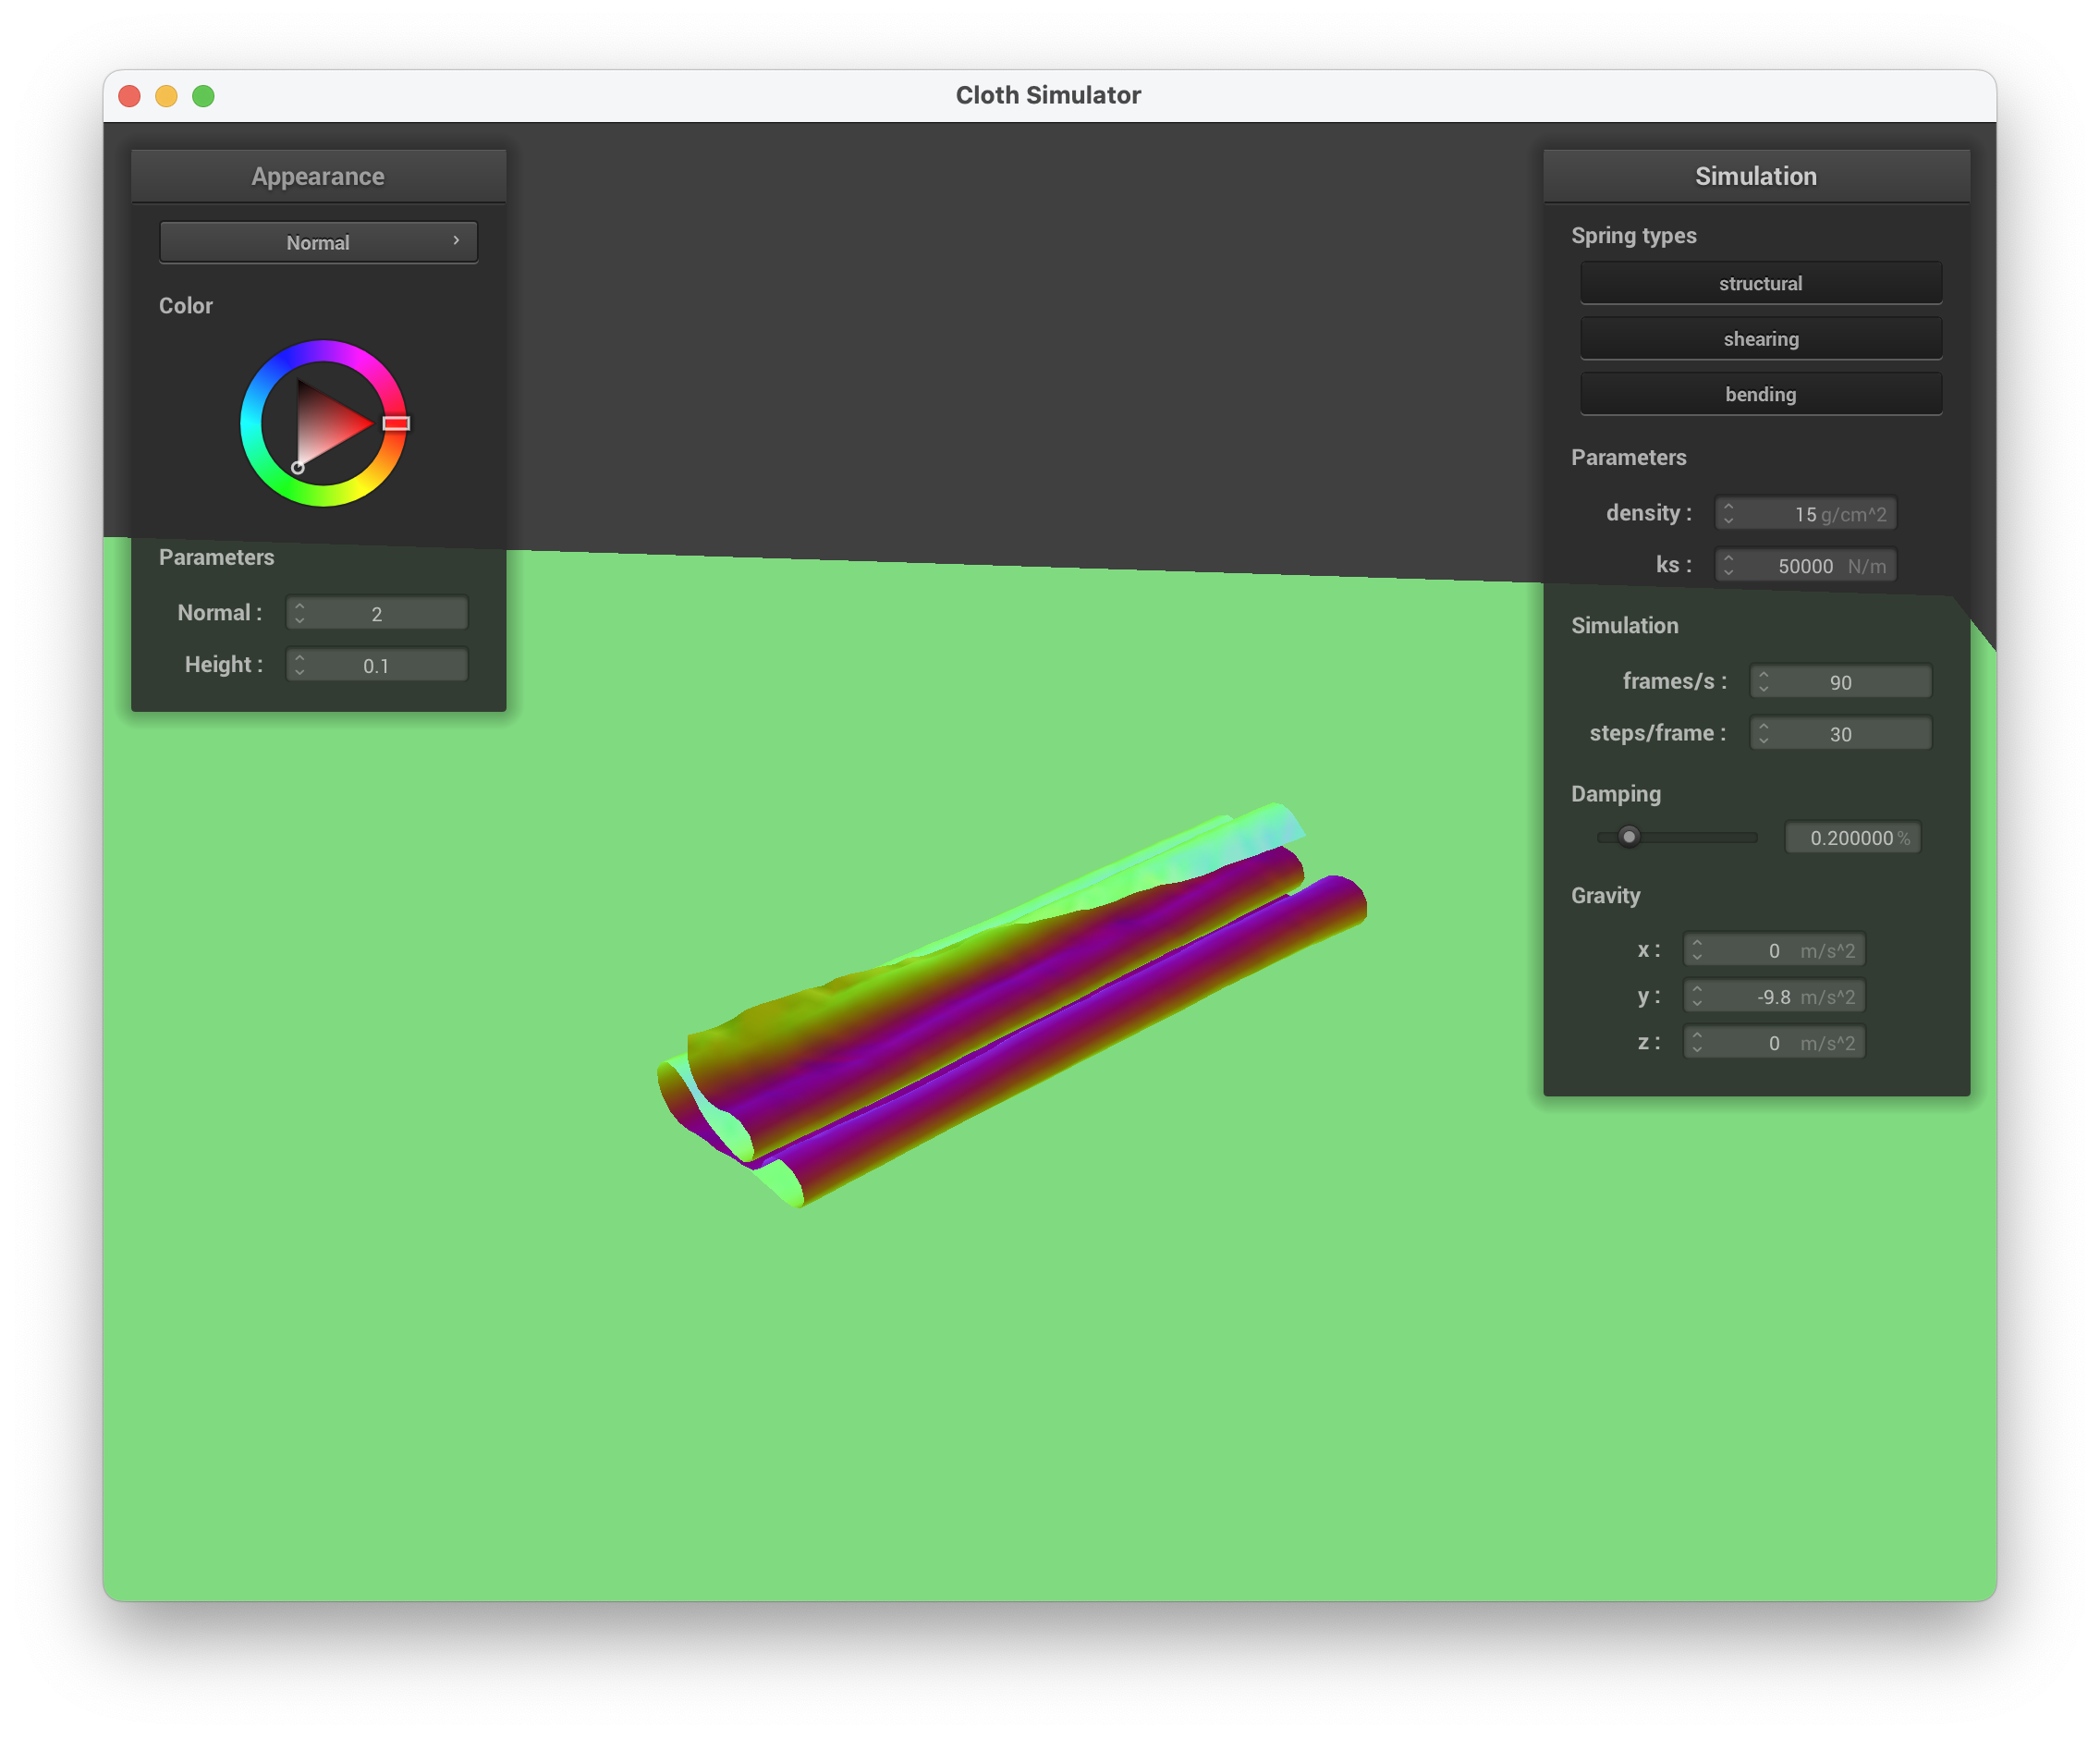 Cloth Simulator
Appearance
Normal
Color
Parameters
Normal : 2
Height : 0.1
Simulation
Spring types
structural
shearing
bending
Parameters
density : 15 g/cm^2
ks : 50000 N/m
Simulation
frames/s : 90
steps/frame : 30
Damping
0.200000 %
Gravity
x : 0 m/s^2
y : -9.8 m/s^2
z : 0 m/s^2